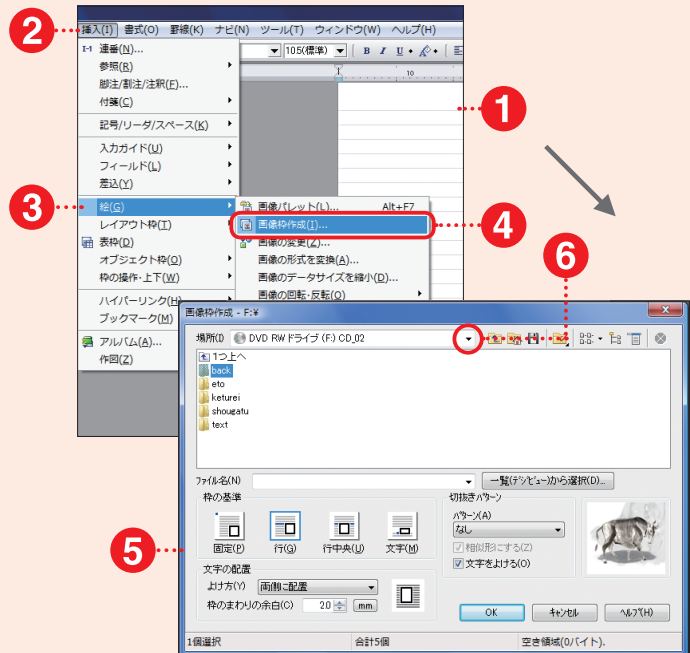 2
挿入(I) 書式(O) 罫線(K) ナビ(N) ツール(T) ウィンドウ(W) ヘルプ(H)
連番(N)...
10.5(標準) B I U
参照(R)
10
脚注/割注/注釈(F)...
付箋(C)
1
記号/リーダ/スペース(K)
入力ガイド(U)
フィールド(L)
差込(V)
3
絵(G)
画像パレット(L)... Alt+F7
レイアウト枠(T)
画像枠作成(I)...
4
表枠(D)
画像の変更(Z)...
オブジェクト枠(O)
画像の形式を変換(A)...
枠の操作・上下(W)
画像のデータサイズを縮小(D)...
6
ハイパーリンク(H)
画像の回転・反転(O)
ブックマーク(M)
アルバム(A)...
作図(Z)
画像枠作成 - F:¥
場所(I) DVD RW ドライブ (F:) CD_02
1つ上へ
back
eto
keturei
shougatu
text
ファイル名(N) 一覧(デジビュー)から選択(D)...
枠の基準 切抜きパターン
パターン(A)
なし
固定(P) 行(G) 行中央(U) 文字(M)
相似形にする(Z)
文字をよける(O)
5
文字の配置
よけ方(Y) 両側に配置
枠のまわりの余白(C) 2.0 mm
OK キャンセル ヘルプ(H)
1個選択 合計5個 空き領域(0バイト).